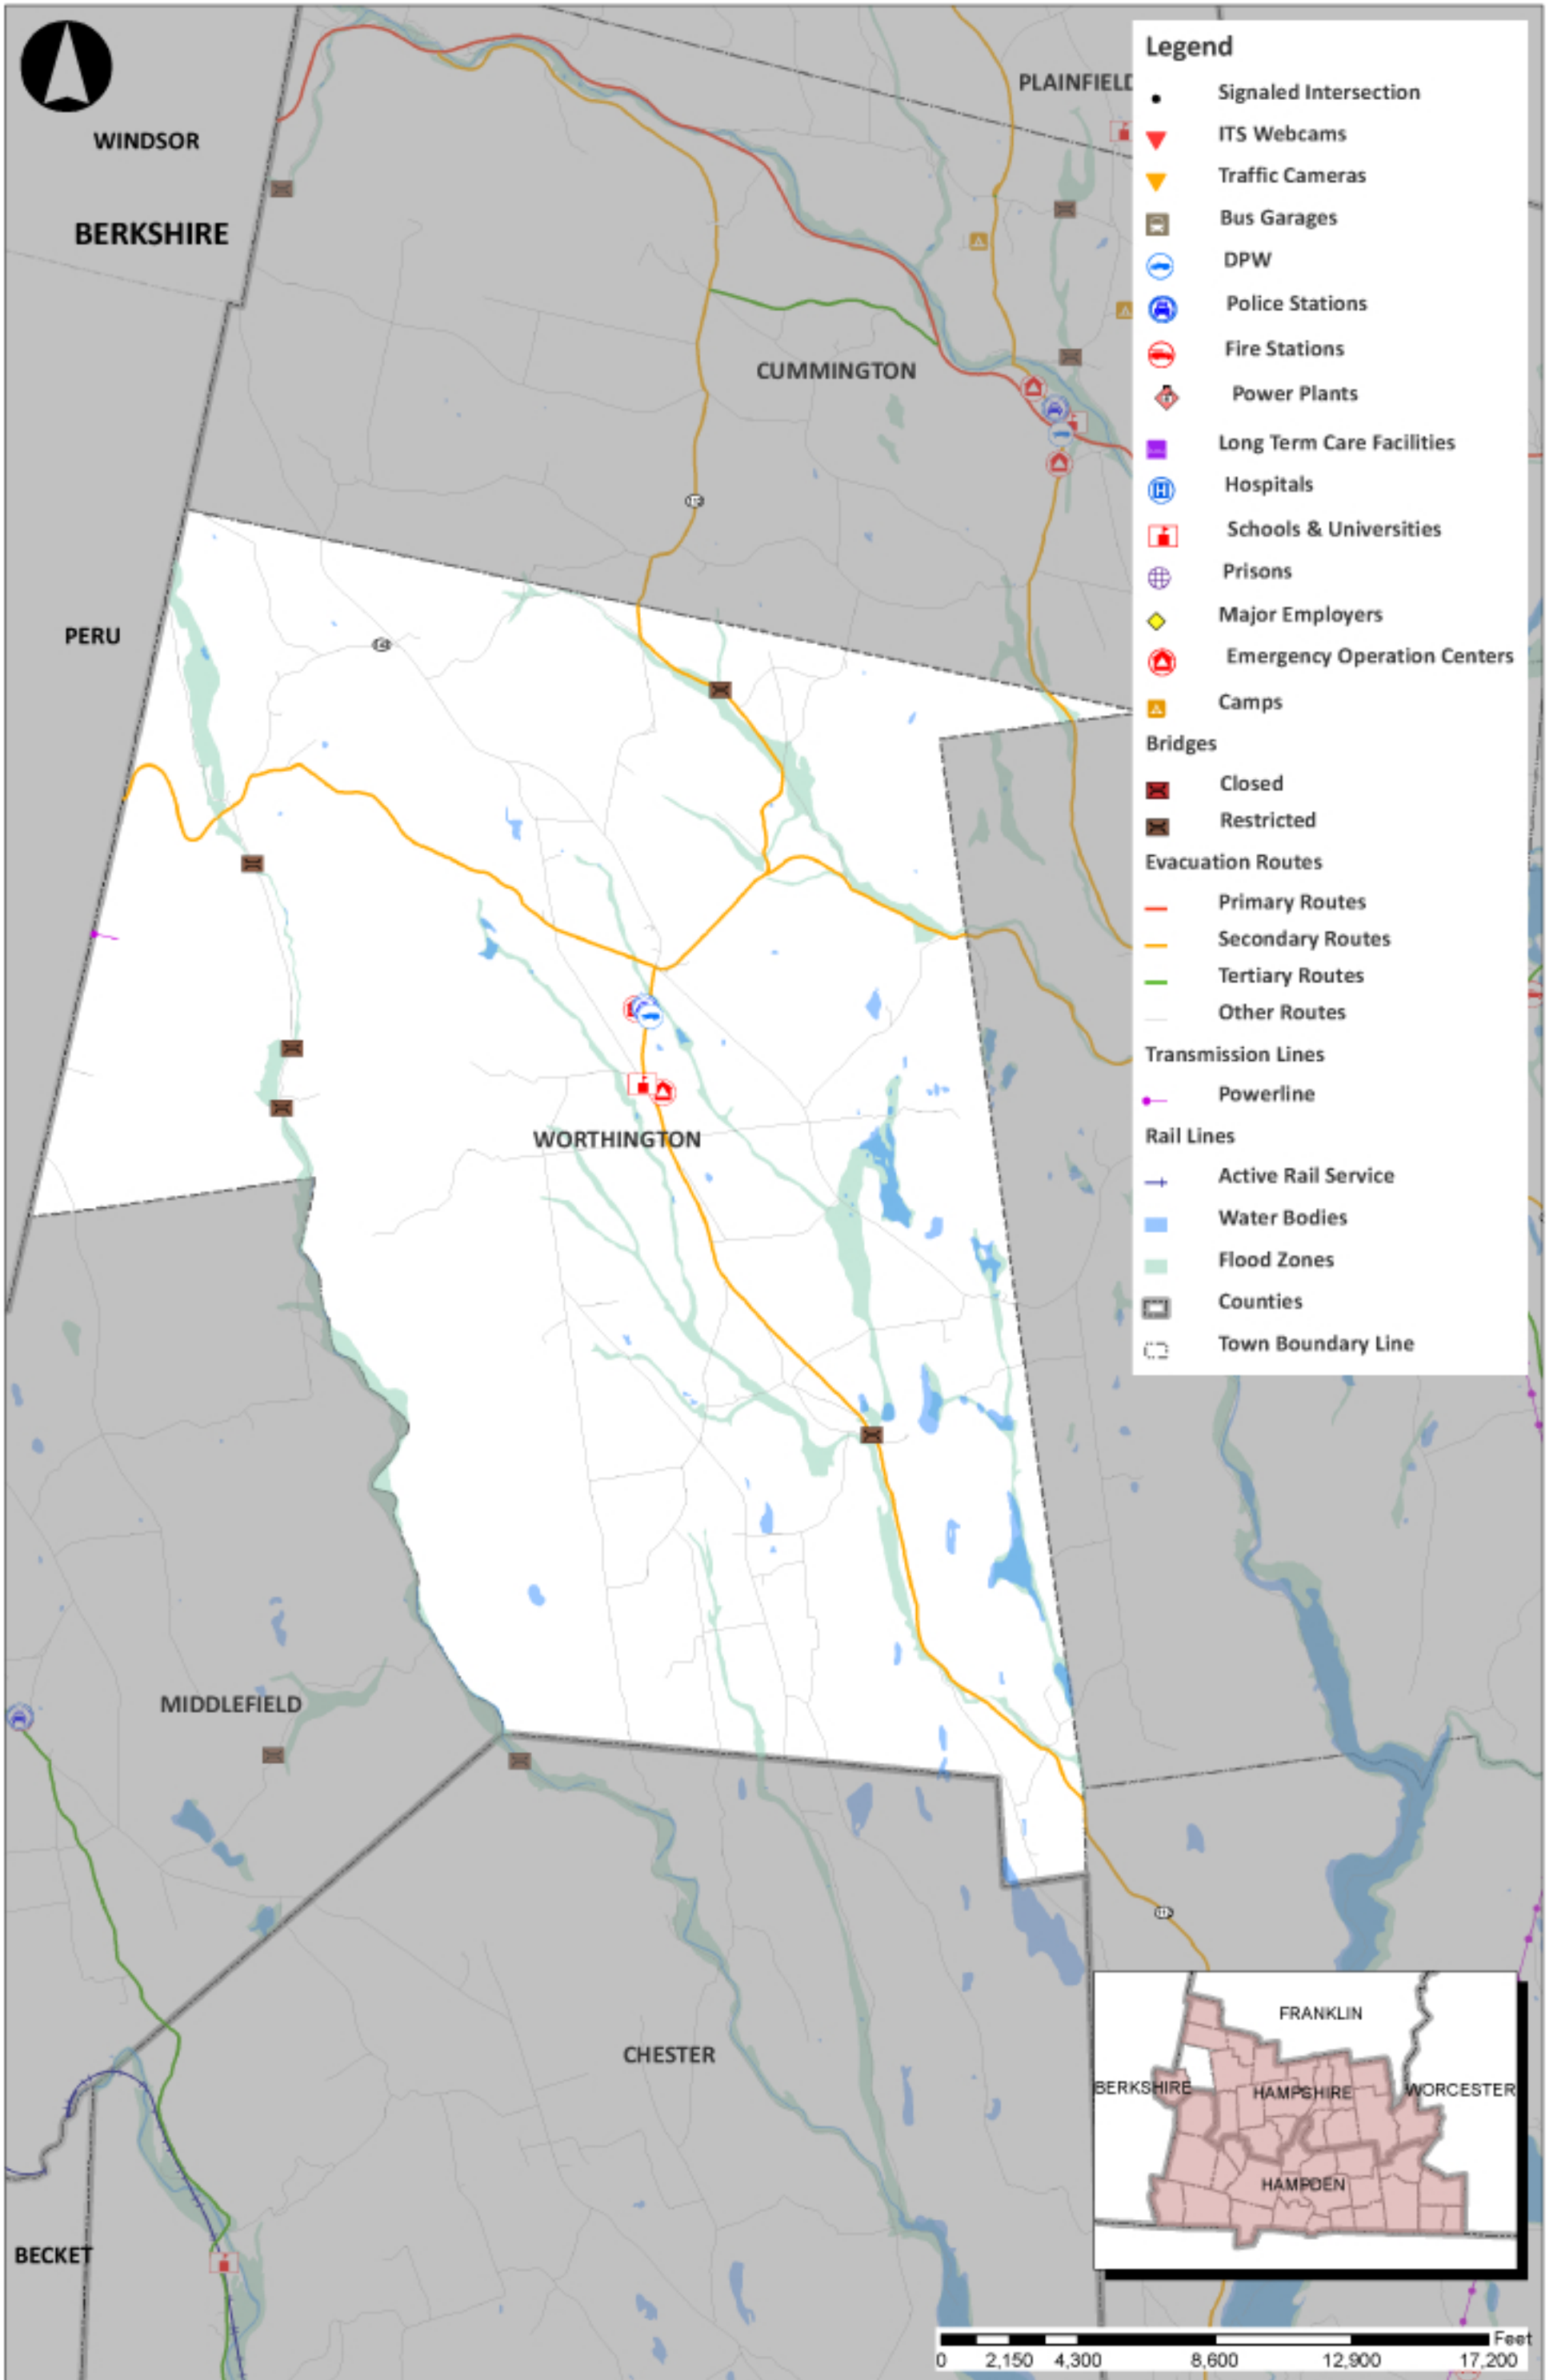 Legend
Signaled Intersection
ITS Webcams
Traffic Cameras
Bus Garages
DPW
Police Stations
Fire Stations
Power Plants
Long Term Care Facilities
Hospitals
Schools & Universities
Prisons
Major Employers
Emergency Operation Centers
Camps
Bridges
Closed
Restricted
Evacuation Routes
Primary Routes
Secondary Routes
Tertiary Routes
Other Routes
Transmission Lines
Powerline
Rail Lines
Active Rail Service
Water Bodies
Flood Zones
Counties
Town Boundary Line
PLAINFIELD
WINDSOR
BERKSHIRE
CUMMINGTON
PERU
WORTHINGTON
MIDDLEFIELD
CHESTER
BECKET
FRANKLIN
BERKSHIRE
HAMPSHIRE
WORCESTER
HAMPDEN
Feet
0 2,150 4,300 8,600 12,900 17,200